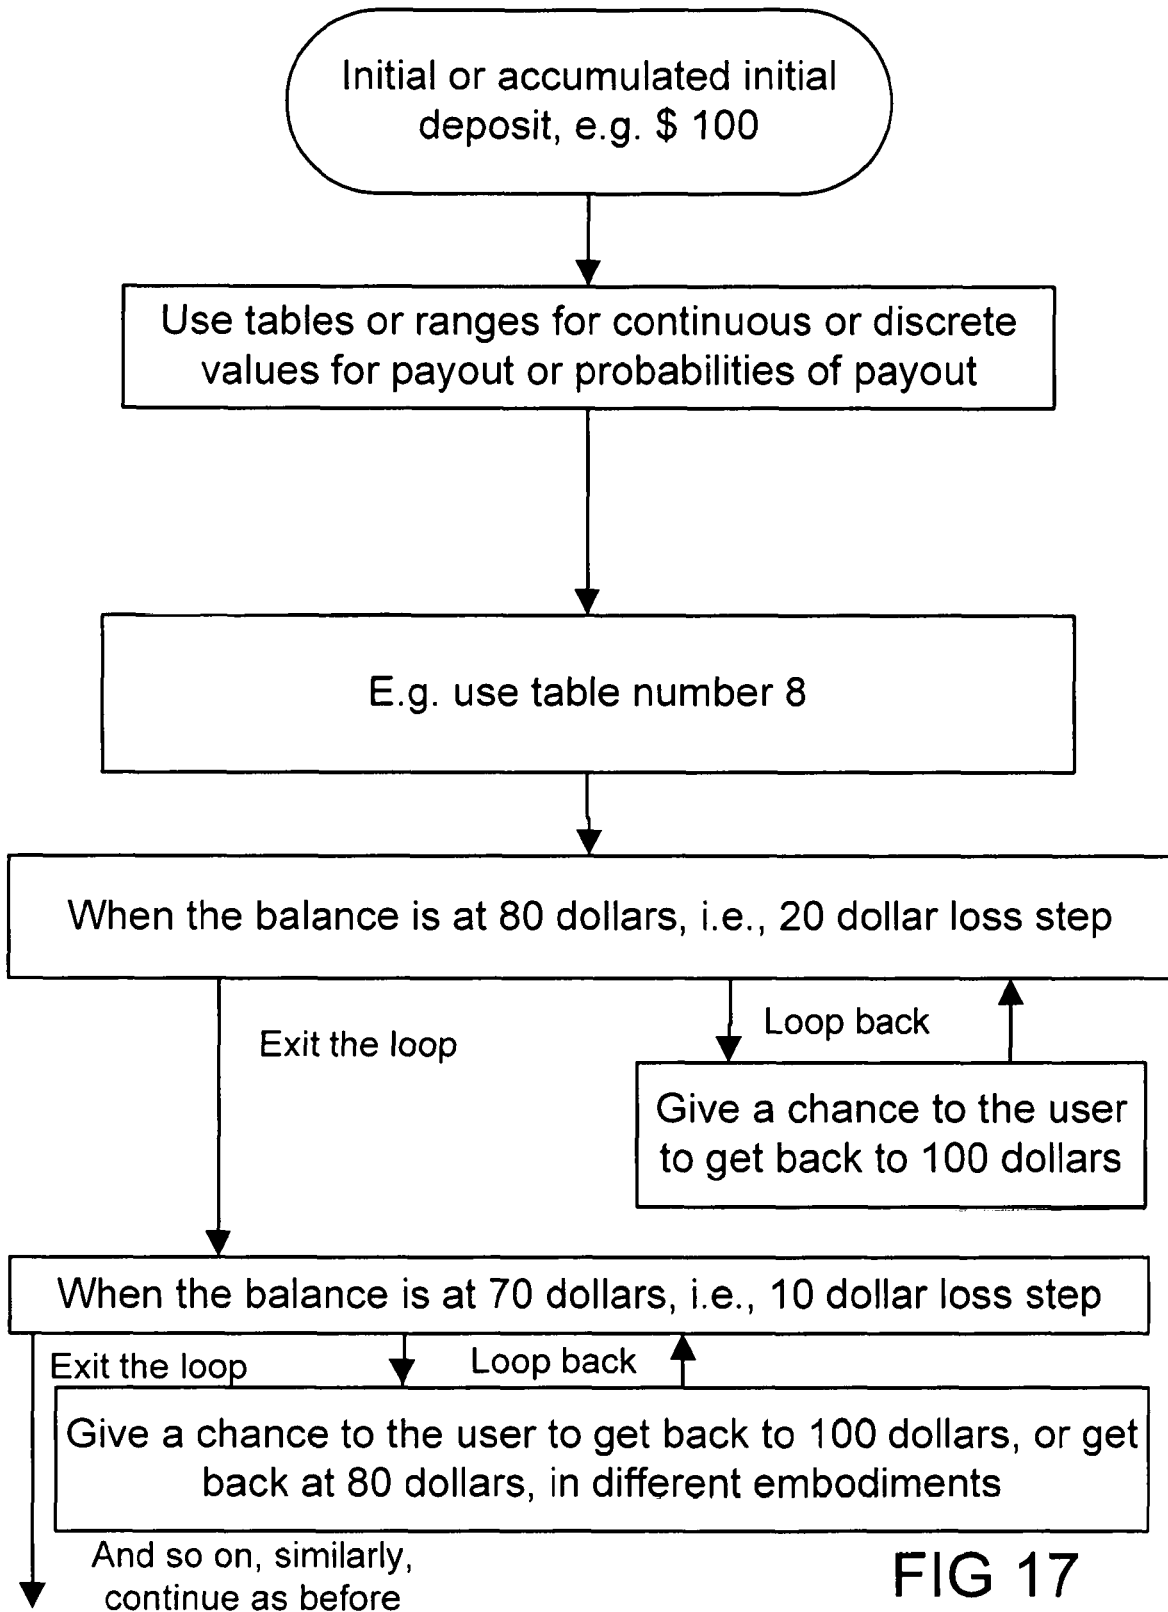 Initial or accumulated initial
deposit, e.g. $ 100
Use tables or ranges for continuous or discrete
values for payout or probabilities of payout
E.g. use table number 8
When the balance is at 80 dollars, i.e., 20 dollar loss step
Exit the loop
Loop back
Give a chance to the user
to get back to 100 dollars
When the balance is at 70 dollars, i.e., 10 dollar loss step
Exit the loop
Loop back
Give a chance to the user to get back to 100 dollars, or get
back at 80 dollars, in different embodiments
And so on, similarly,
continue as before
FIG 17